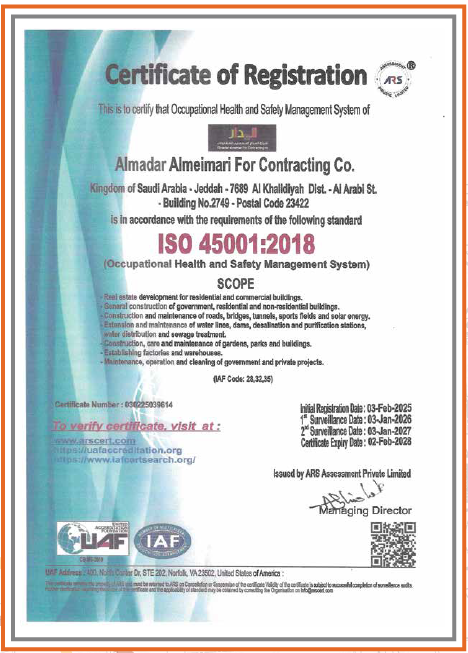 Certificate of Registration
ARS
®
This is to certify that Occupational Health and Safety Management System of
المدار
Almadar Almeimari For Contracting Co.
Kingdom of Saudi Arabia - Jeddah - 7689 Al Khalidiyah Dist. - Al Arabi St.
- Building No.2749 - Postal Code 23422
is in accordance with the requirements of the following standard
ISO 45001:2018
(Occupational Health and Safety Management System)
SCOPE
- Real estate development for residential and commercial buildings.
- General construction of government, residential and non-residential buildings.
- Construction and maintenance of roads, bridges, tunnels, sports fields and solar energy.
- Extension and maintenance of water lines, dams, desalination and purification stations,
water distribution and sewage treatment.
- Construction, care and maintenance of gardens, parks and buildings.
- Establishing factories and warehouses.
- Maintenance, operation and cleaning of government and private projects.
(IAF Code: 28,32,35)
Certificate Number : 030225039614
Initial Registration Date : 03-Feb-2025
1st Surveillance Date : 03-Jan-2026
2nd Surveillance Date : 03-Jan-2027
Certificate Expiry Date : 02-Feb-2028
To verify certificate, visit at :
www.arscert.com
https://uafaccreditation.org
https://www.iafcertsearch.org/
Issued by ARS Assessment Private Limited
Managing Director
UNITED
ACCREDITATION
FOUNDATION
UAF
IAF
UAF Address : 400, North Center Dr, STE 202, Norfolk, VA 23502, United States of America :